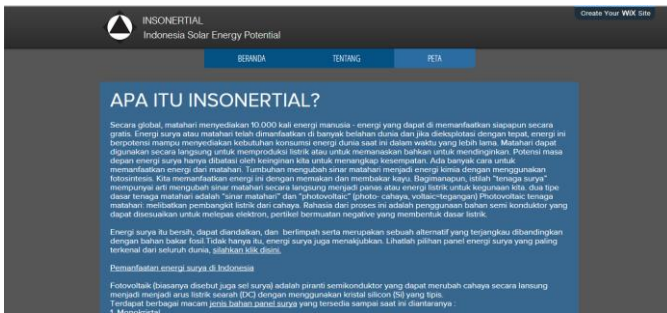 Create Your WiX Site
INSONERTIAL
Indonesia Solar Energy Potential
BERANDA TENTANG PETA
APA ITU INSONERTIAL?
Secara global, matahari menyediakan 10.000 kali energi manusia - energi yang dapat di memanfaatkan siapapun secara
gratis. Energi surya atau matahari telah dimanfaatkan di banyak belahan dunia dan jika dieksplotasi dengan tepat, energi ini
berpotensi mampu menyediakan kebutuhan konsumsi energi dunia saat ini dalam waktu yang lebih lama. Matahari dapat
digunakan secara langsung untuk memproduksi listrik atau untuk memanaskan bahkan untuk mendinginkan. Potensi masa
depan energi surya hanya dibatasi oleh keinginan kita untuk menangkap kesempatan. Ada banyak cara untuk
memanfaatkan energi dari matahari. Tumbuhan mengubah sinar matahari menjadi energi kimia dengan menggunakan
fotosintesis. Kita memanfaatkan energi ini dengan memakan dan membakar kayu. Bagimanapun, istilah "tenaga surya"
mempunyai arti mengubah sinar matahari secara langsung menjadi panas atau energi listrik untuk kegunaan kita. dua tipe
dasar tenaga matahari adalah "sinar matahari" dan "photovoltaic" (photo- cahaya, voltaic=tegangan) Photovoltaic tenaga
matahari: melibatkan pembangkit listrik dari cahaya. Rahasia dari proses ini adalah penggunaan bahan semi konduktor yang
dapat disesuaikan untuk melepas elektron, pertikel bermuatan negative yang membentuk dasar listrik.
Energi surya itu bersih, dapat diandalkan, dan berlimpah serta merupakan sebuah alternatif yang terjangkau dibandingkan
dengan bahan bakar fosil.Tidak hanya itu, energi surya juga menakjubkan. Lihatlah pilihan panel energi surya yang paling
terkenal dari seluruh dunia, silahkan klik disini.
Pemanfaatan energi surya di Indonesia
Fotovoltaik (biasanya disebut juga sel surya) adalah piranti semikonduktor yang dapat merubah cahaya secara lansung
menjadi menjadi arus listrik searah (DC) dengan menggunakan kristal silicon (Si) yang tipis.
Terdapat berbagai macam jenis bahan panel surya yang tersedia sampai saat ini diantaranya :
1. Monokristal